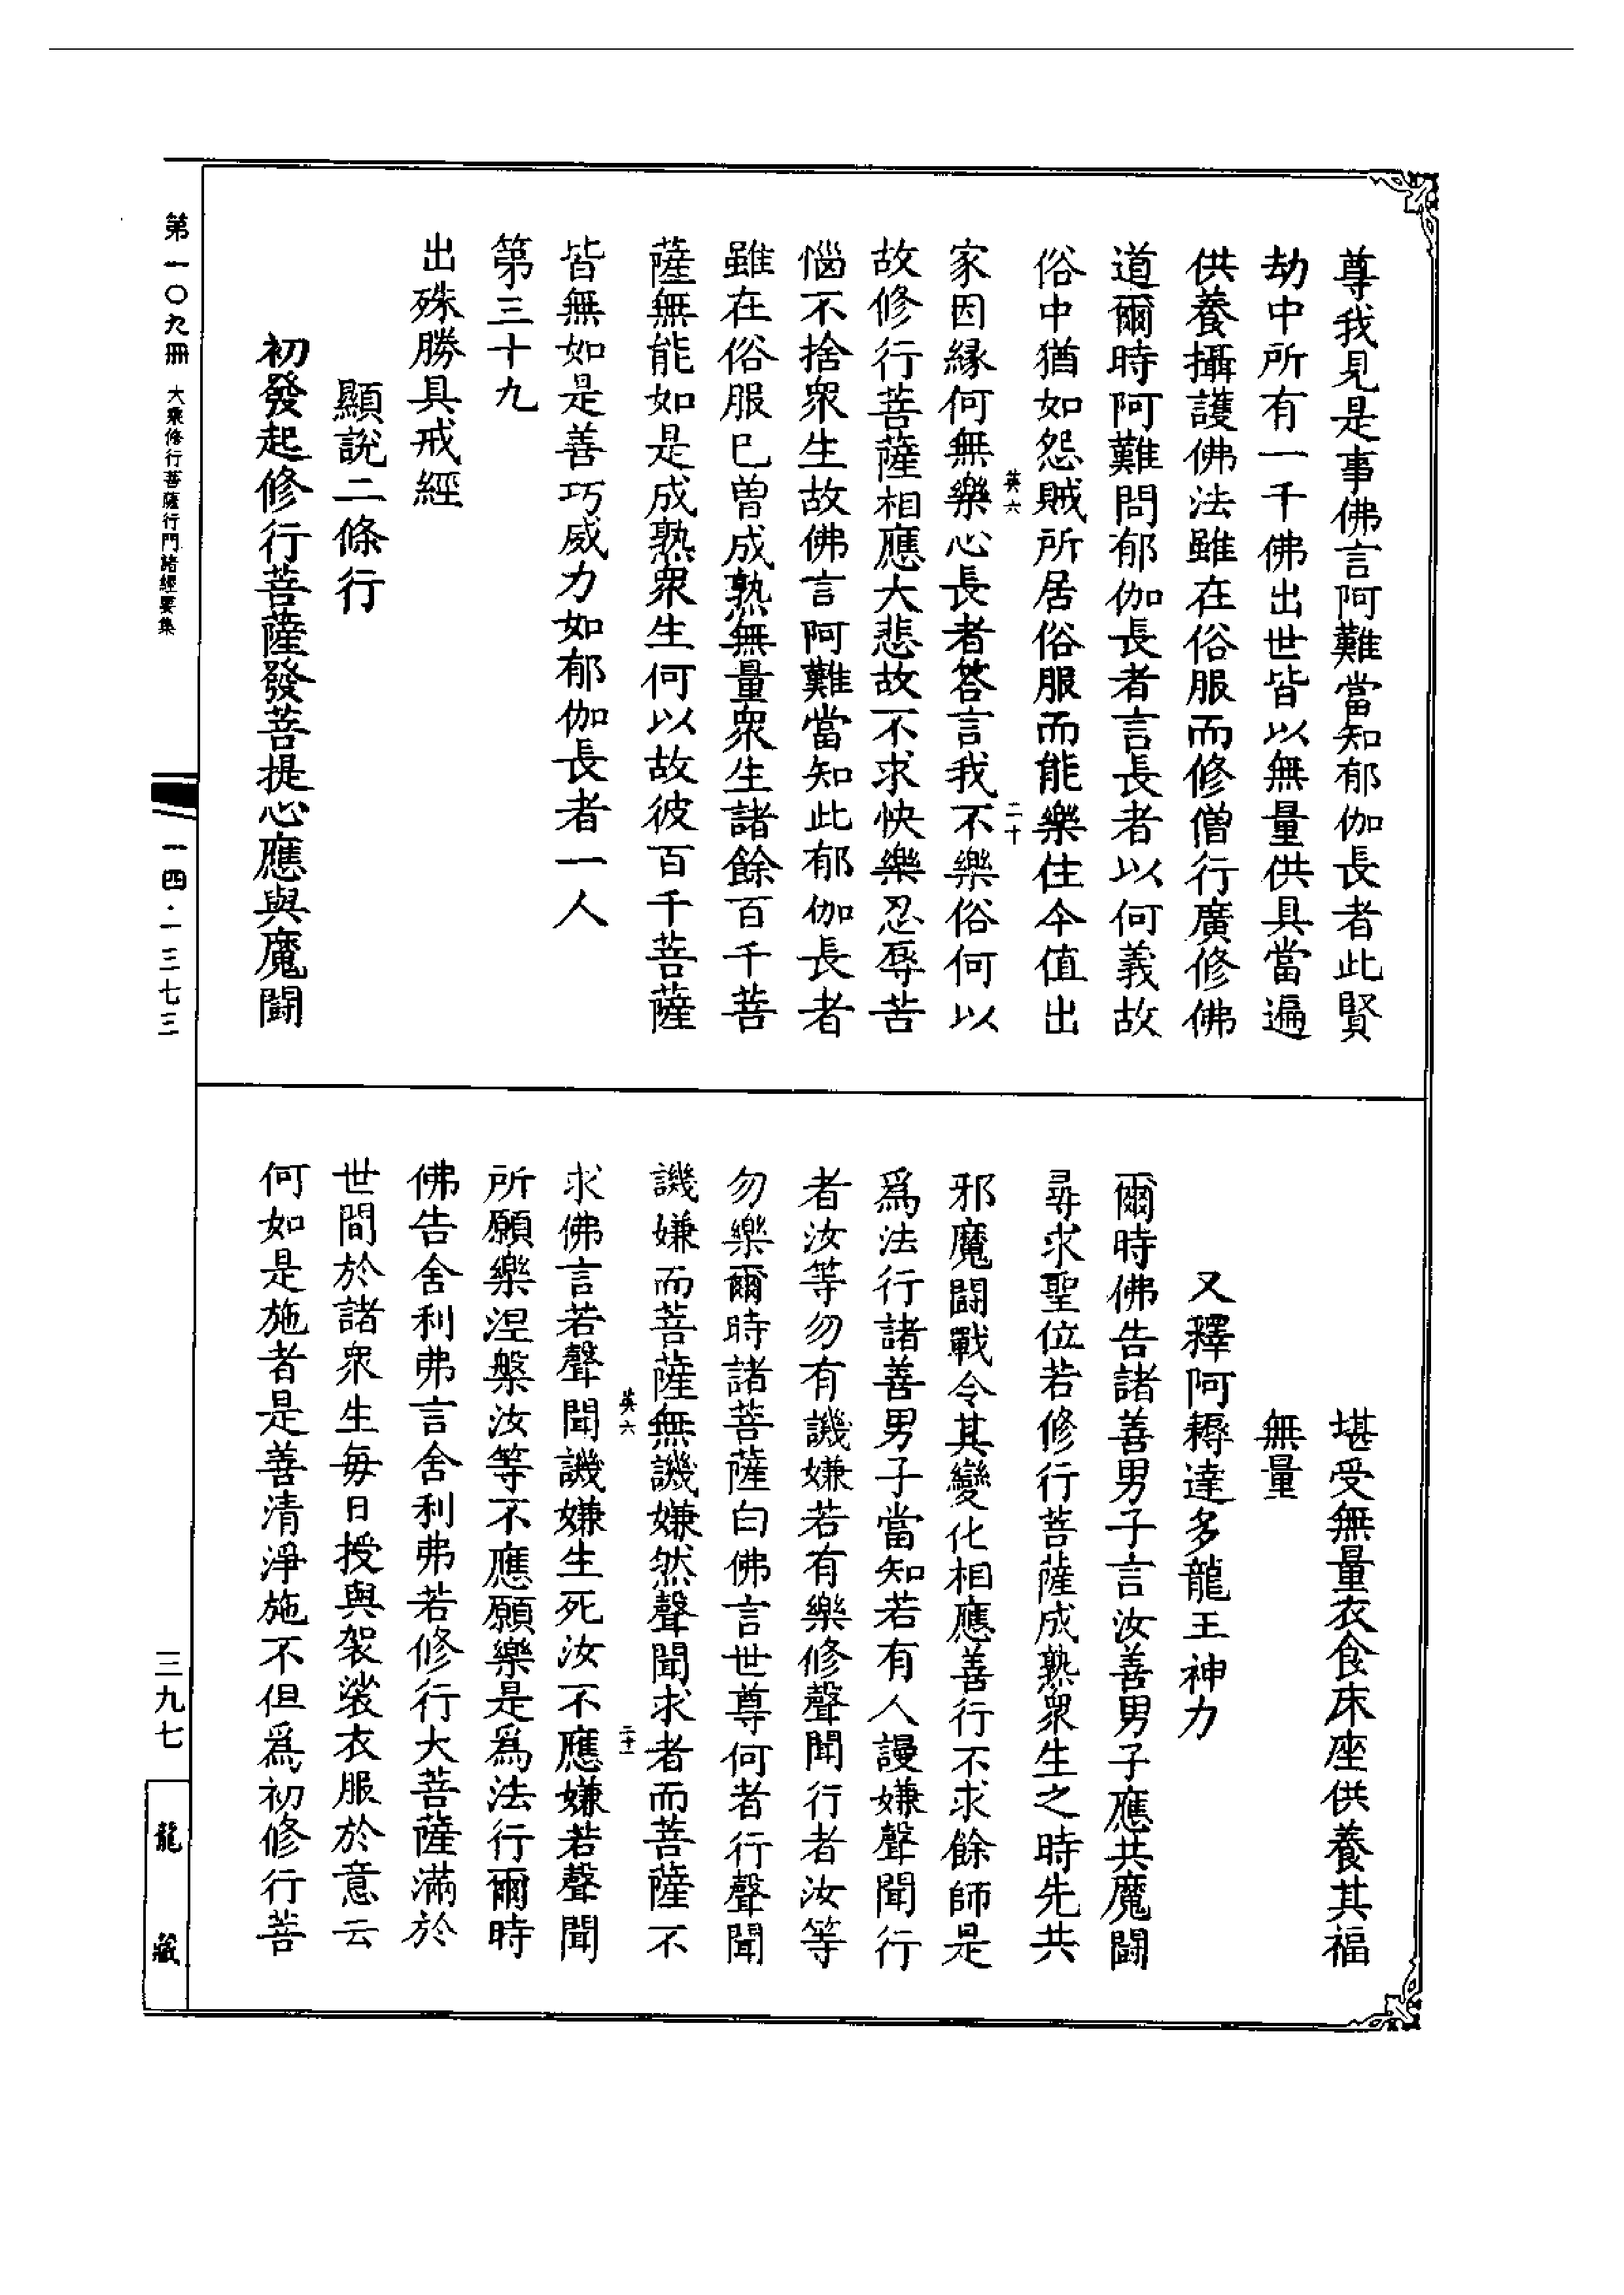 尊我見是事佛言阿難當知郁伽長者此賢
劫中所有一千佛出世皆以無量供具當遍
供養攝護佛法雖在俗服而修僧行廣修佛
道爾時阿難問郁伽長者言長者以何義故
俗中猶如怨賊所居俗服而能樂住今值出
英六
二十
家因緣何無樂心長者答言我不樂俗何以
故修行菩薩相應大悲故不求快樂忍辱苦
惱不捨衆生故佛言阿難當知此郁伽長者
雖在俗服已曾成熟無量衆生諸餘百千菩
薩無能如是成熟衆生何以故彼百千菩薩
皆無如是善巧威力如郁伽長者一人
第三十九
出殊勝具戒經
顯說二條行
初發起修行菩薩發菩提心應與魔鬪
堪受無量衣食床座供養其福
無量
又釋阿耨達多龍王神力
爾時佛告諸善男子言汝善男子應共魔鬪
尋求聖位若修行菩薩成熟衆生之時先共
邪魔鬪戰令其變化相應善行不求餘師是
爲法行諸善男子當知若有人謾嫌聲聞行
者汝等勿有譏嫌若有樂修聲聞行者汝等
勿樂爾時諸菩薩白佛言世尊何者行聲聞
譏嫌而菩薩無譏嫌然聲聞求者而菩薩不
英六
二十一
求佛言若聲聞譏嫌生死汝不應嫌若聲聞
所願樂涅槃汝等不應願樂是爲法行爾時
佛告舍利弗言舍利弗若修行大菩薩滿於
世間於諸衆生每日授與袈裟衣服於意云
何如是施者是善清淨施不但爲初修行菩
第一〇九冊 大乘修行菩薩行門諸經要集
一四·一三七三
三九七
龍藏